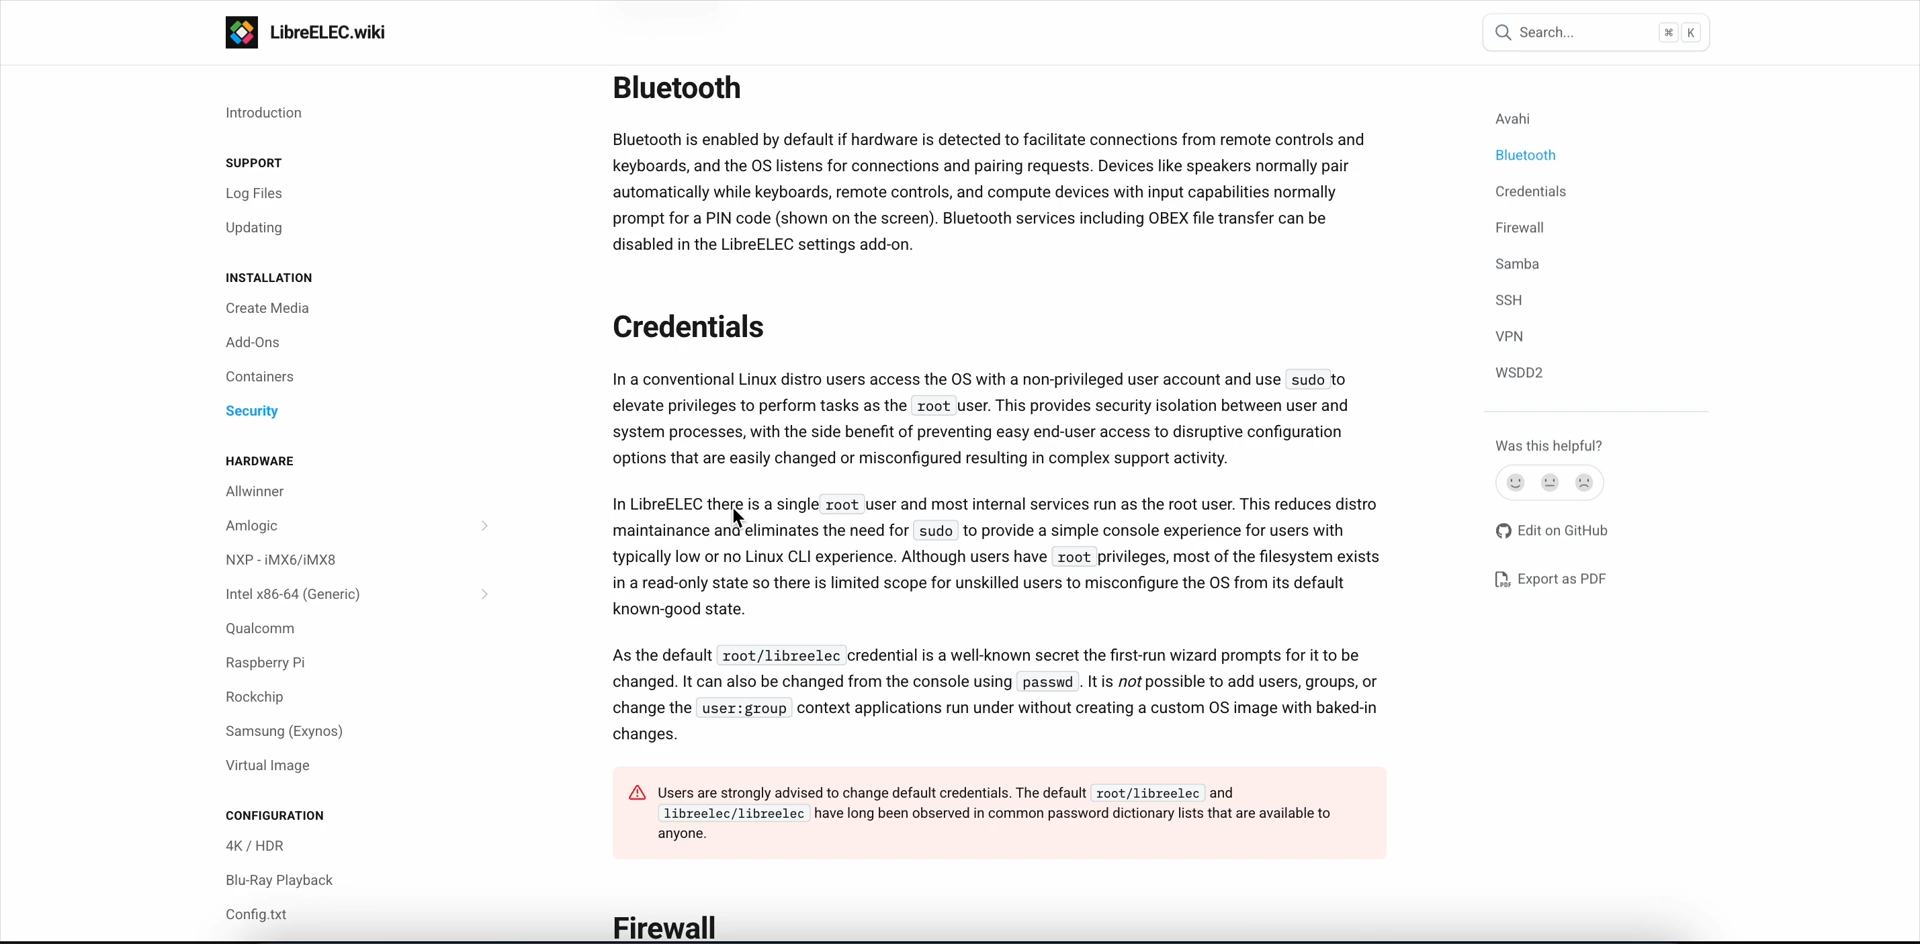 LibreELEC.wiki
Search...
⌘ K
Introduction
SUPPORT
Log Files
Updating
INSTALLATION
Create Media
Add-Ons
Containers
Security
HARDWARE
Allwinner
Amlogic
NXP - iMX6/iMX8
Intel x86-64 (Generic)
Qualcomm
Raspberry Pi
Rockchip
Samsung (Exynos)
Virtual Image
CONFIGURATION
4K / HDR
Blu-Ray Playback
Config.txt
Bluetooth
Bluetooth is enabled by default if hardware is detected to facilitate connections from remote controls and
keyboards, and the OS listens for connections and pairing requests. Devices like speakers normally pair
automatically while keyboards, remote controls, and compute devices with input capabilities normally
prompt for a PIN code (shown on the screen). Bluetooth services including OBEX file transfer can be
disabled in the LibreELEC settings add-on.
Credentials
In a conventional Linux distro users access the OS with a non-privileged user account and use sudo to
elevate privileges to perform tasks as the root user. This provides security isolation between user and
system processes, with the side benefit of preventing easy end-user access to disruptive configuration
options that are easily changed or misconfigured resulting in complex support activity.
In LibreELEC there is a single root user and most internal services run as the root user. This reduces distro
maintainance and eliminates the need for sudo to provide a simple console experience for users with
typically low or no Linux CLI experience. Although users have root privileges, most of the filesystem exists
in a read-only state so there is limited scope for unskilled users to misconfigure the OS from its default
known-good state.
As the default root/libreelec credential is a well-known secret the first-run wizard prompts for it to be
changed. It can also be changed from the console using passwd. It is not possible to add users, groups, or
change the user:group context applications run under without creating a custom OS image with baked-in
changes.
Users are strongly advised to change default credentials. The default root/libreelec and
libreelec/libreelec have long been observed in common password dictionary lists that are available to
anyone.
Firewall
Avahi
Bluetooth
Credentials
Firewall
Samba
SSH
VPN
WSDD2
Was this helpful?
Edit on GitHub
PDF Export as PDF